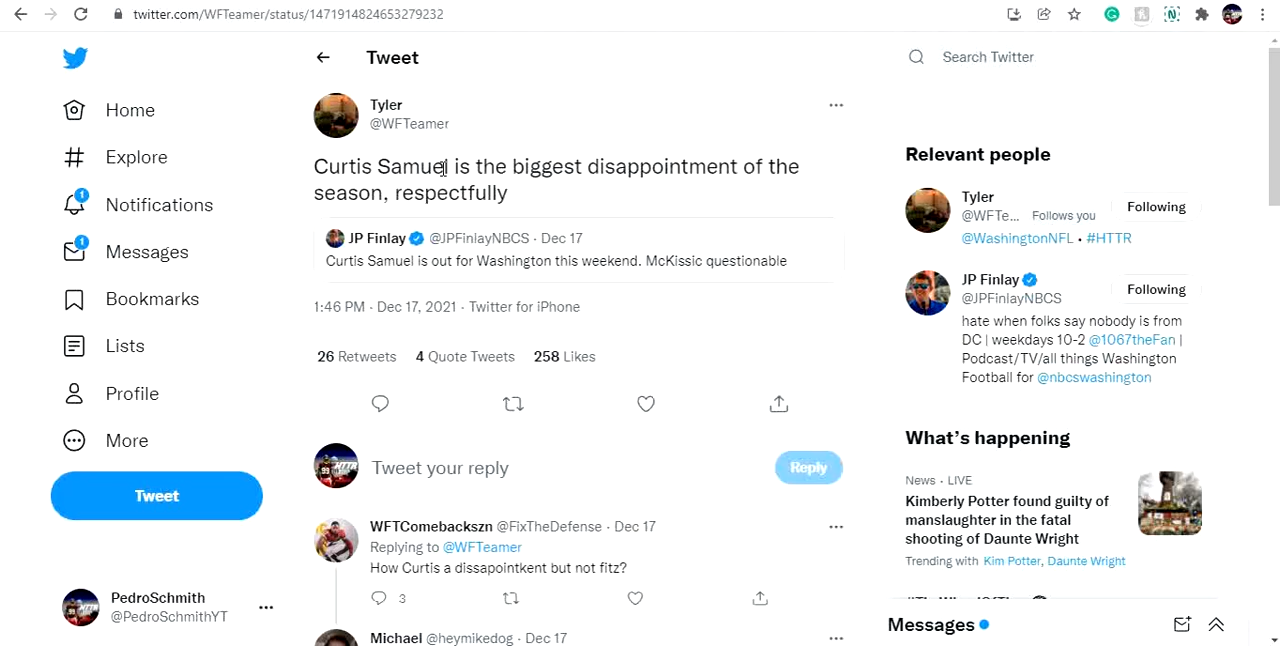 twitter.com/WFTeamer/status/1471914824653279232
Home
Explore
1
Notifications
1
Messages
Bookmarks
Lists
Profile
More
Tweet
PedroSchmith
@PedroSchmithYT
Tweet
Tyler
@WFTeamer
Curtis Samuel is the biggest disappointment of the
season, respectfully
JP Finlay @JPFinlayNBCS · Dec 17
Curtis Samuel is out for Washington this weekend. McKissic questionable
1:46 PM · Dec 17, 2021 · Twitter for iPhone
26 Retweets 4 Quote Tweets 258 Likes
Tweet your reply
Reply
WFTComebackszn @FixTheDefense · Dec 17
Replying to @WFTeamer
How Curtis a dissapointkent but not fitz?
3
Michael @heymikedog · Dec 17
Search Twitter
Relevant people
Tyler
@WFTe... Follows you
Following
@WashingtonNFL • #HTTR
JP Finlay
@JPFinlayNBCS
Following
hate when folks say nobody is from
DC | weekdays 10-2 @1067theFan |
Podcast/TV/all things Washington
Football for @nbcswashington
What's happening
News · LIVE
Kimberly Potter found guilty of
manslaughter in the fatal
shooting of Daunte Wright
Trending with Kim Potter, Daunte Wright
Messages